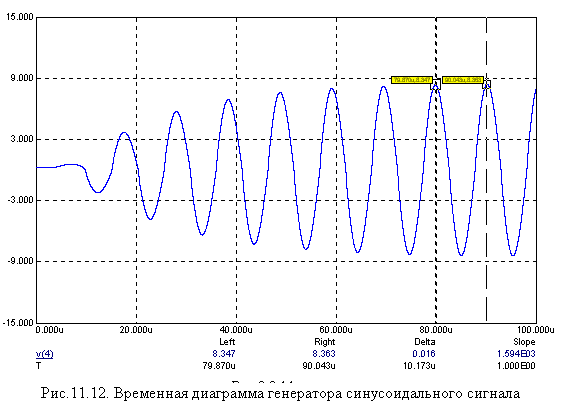 15.000
79.870u,8.347 90.043u,8.363
9.000
3.000
-3.000
-9.000
-15.000
0.000u 20.000u 40.000u 60.000u 80.000u 100.000u
Left Right Delta Slope
v(4) 8.347 8.363 0.016 1.594E03
T 79.870u 90.043u 10.173u 1.000E00
Рис.11.12. Временная диаграмма генератора синусоидального сигнала